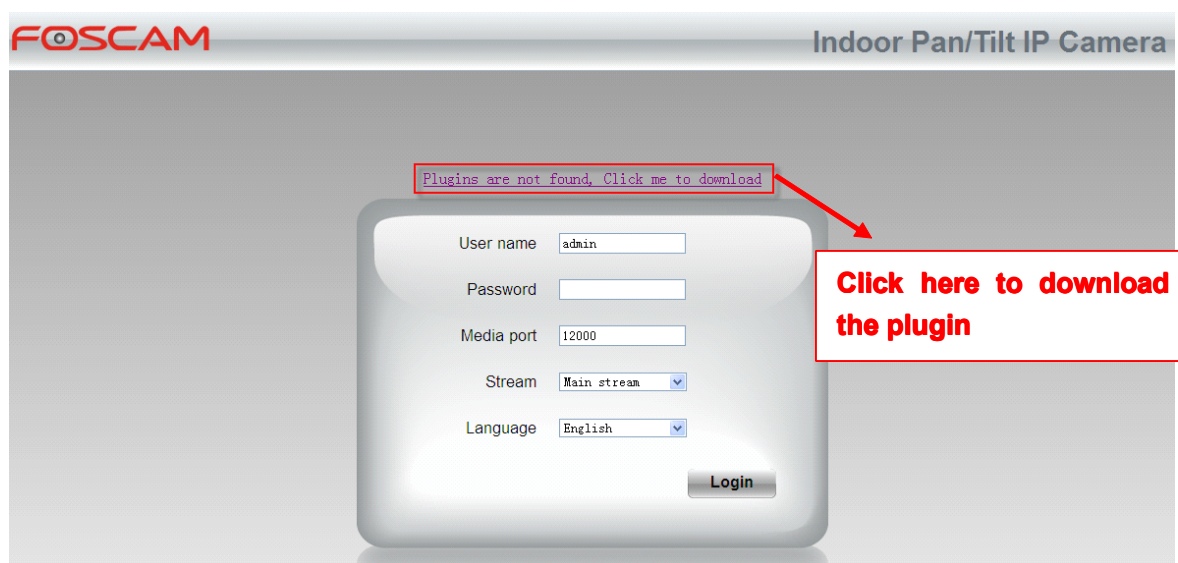 FOSCAM
Indoor Pan/Tilt IP Camera
Plugins are not found, Click me to download
User name admin
Password
Media port 12000
Stream Main stream
Language English
Login
Click here to download
the plugin